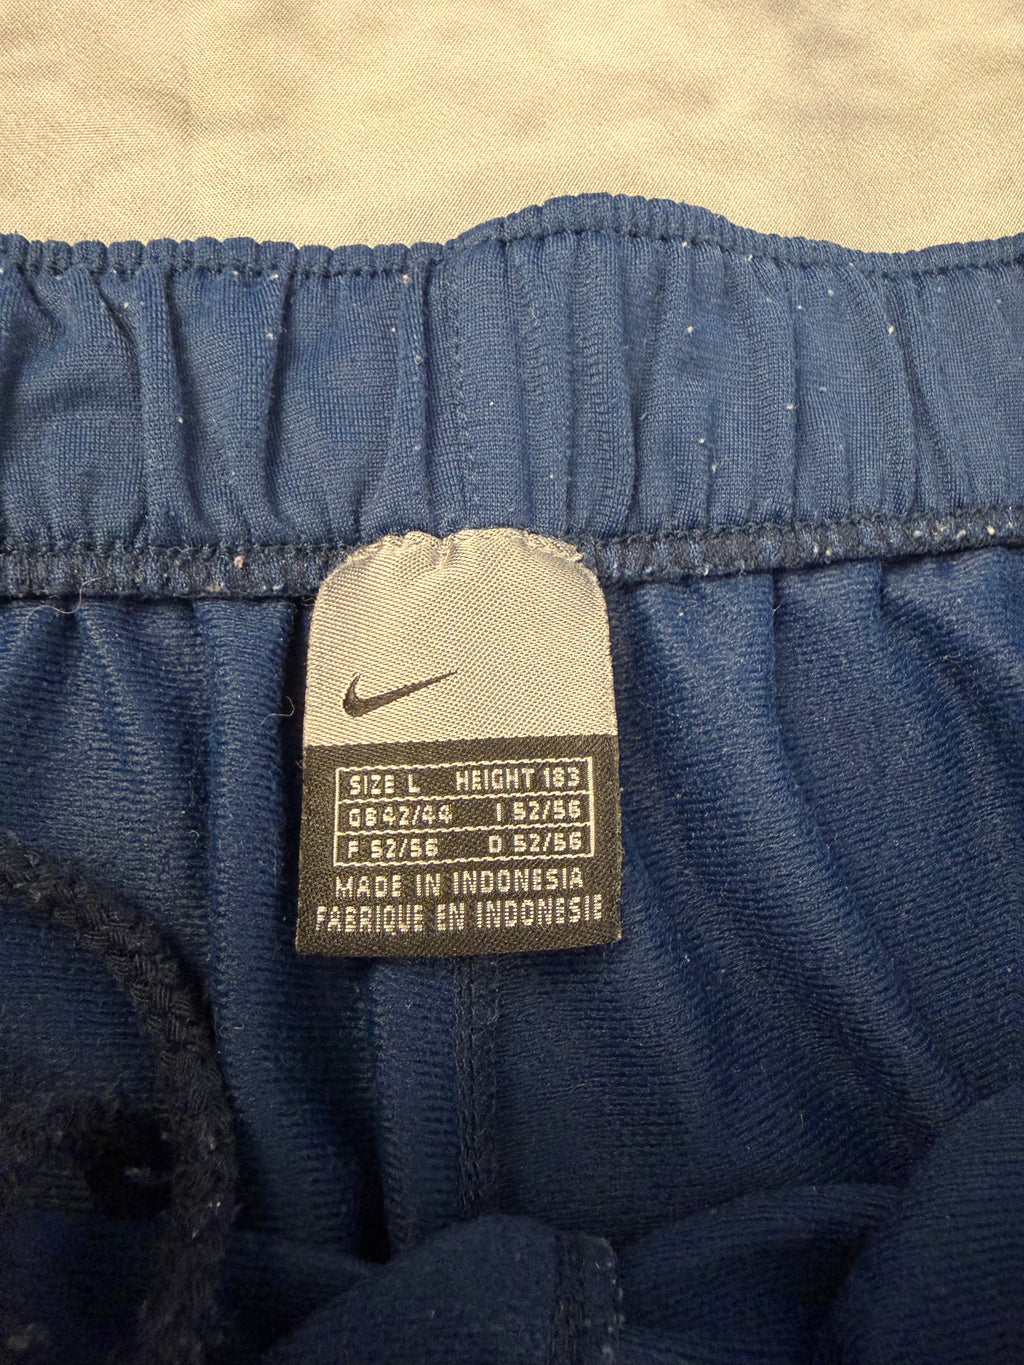 SIZE L HEIGHT 183
GB 42/44 I 52/56
F 52/56 D 52/56
MADE IN INDONESIA
FABRIQUE EN INDONESIE